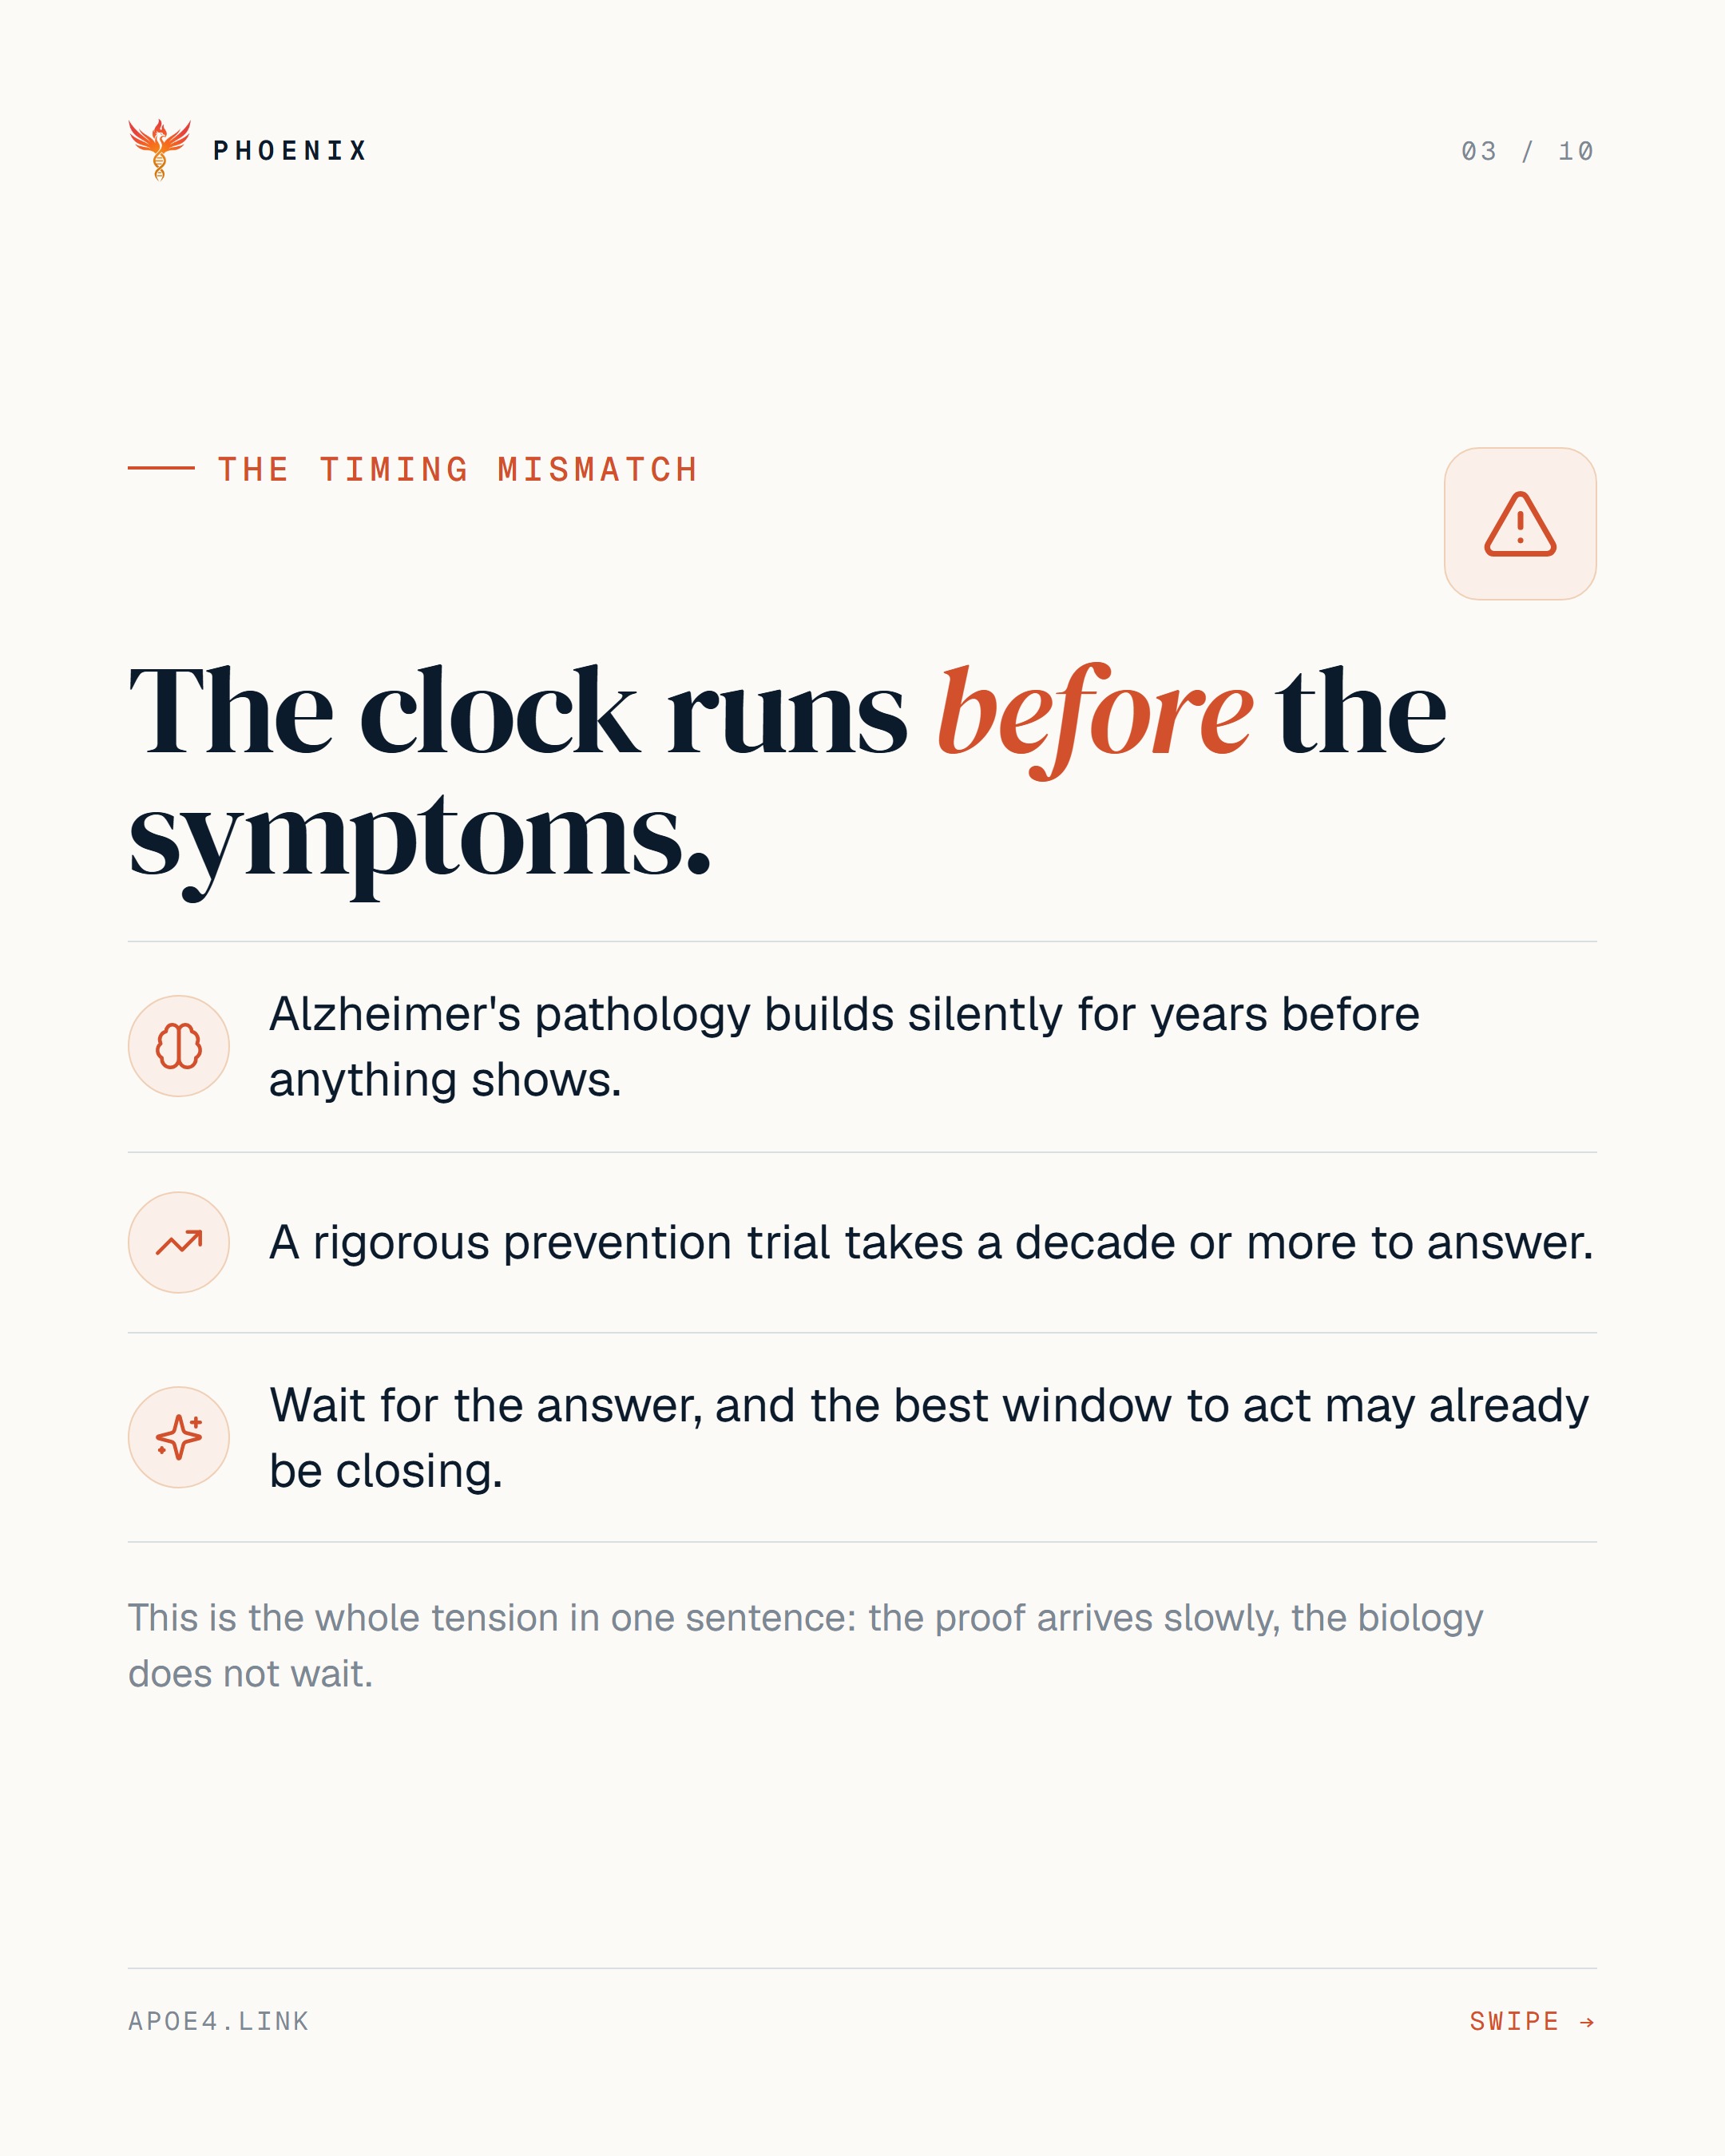 PHOENIX
03 / 10
THE TIMING MISMATCH
The clock runs before the
symptoms.
Alzheimer's pathology builds silently for years before
anything shows.
A rigorous prevention trial takes a decade or more to answer.
Wait for the answer, and the best window to act may already
be closing.
This is the whole tension in one sentence: the proof arrives slowly, the biology
does not wait.
APOE4.LINK
SWIPE →